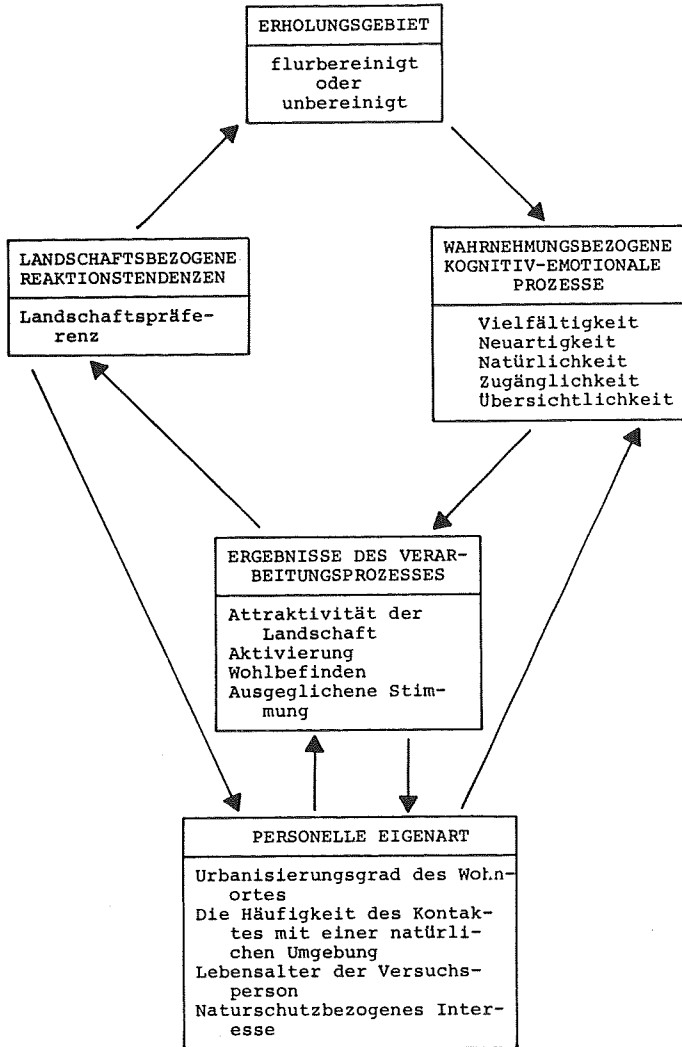 ERHOLUNGSGEBIET
flurbereinigt
oder
unbereinigt
LANDSCHAFTSBEZOGENE
REAKTIONSTENDENZEN
Landschaftspräfe-
renz
WAHRNEHMUNGSBEZOGENE
KOGNITIV-EMOTIONALE
PROZESSE
Vielfältigkeit
Neuartigkeit
Natürlichkeit
Zugänglichkeit
Übersichtlichkeit
ERGEBNISSE DES VERAR-
BEITUNGSPROZESSES
Attraktivität der
Landschaft
Aktivierung
Wohlbefinden
Ausgeglichene Stim-
mung
PERSONELLE EIGENART
Urbanisierungsgrad des Wohn-
ortes
Die Häufigkeit des Kontak-
tes mit einer natürli-
chen Umgebung
Lebensalter der Versuchs-
person
Naturschutzbezogenes Inter-
esse